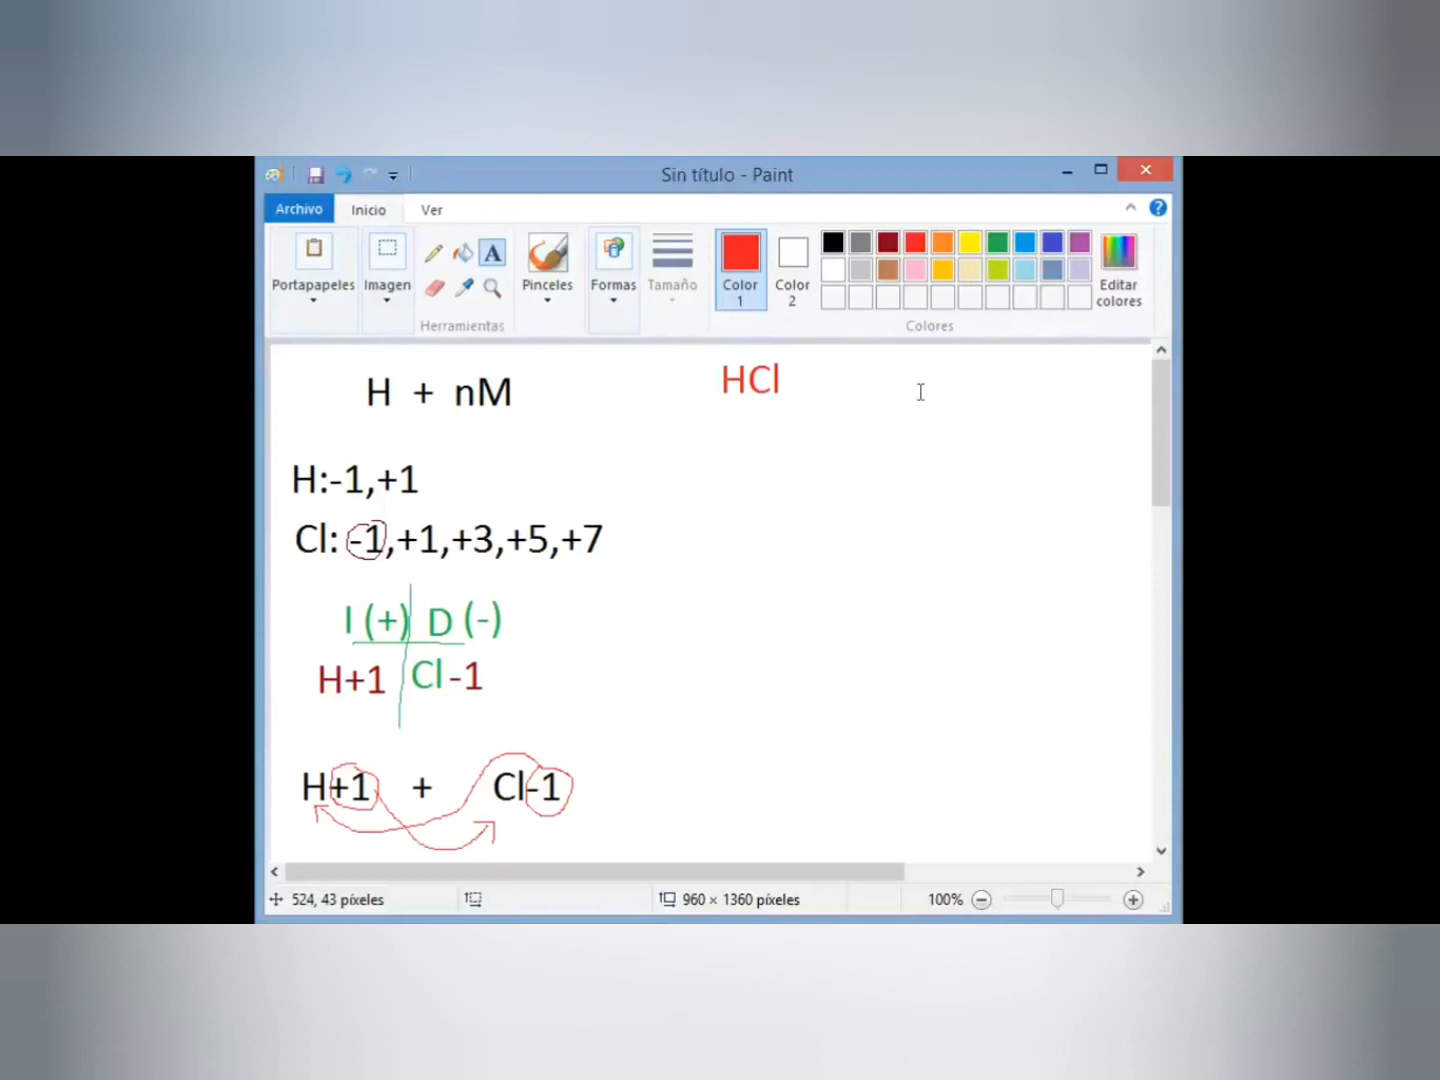 Sin título - Paint
Archivo Inicio Ver
Portapapeles Imagen Pinceles Formas Tamaño Color 1 Color 2 Editar colores
Herramientas Colores
H + nM HCl
H:-1,+1
Cl: -1,+1,+3,+5,+7
I (+) D (-)
H+1 Cl -1
H+1 + Cl-1
524, 43 píxeles 960 × 1360 píxeles 100%